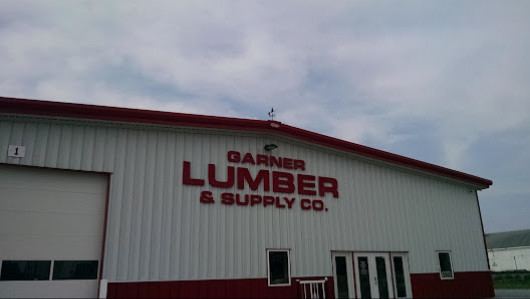 1
GARNER
LUMBER
& SUPPLY CO.